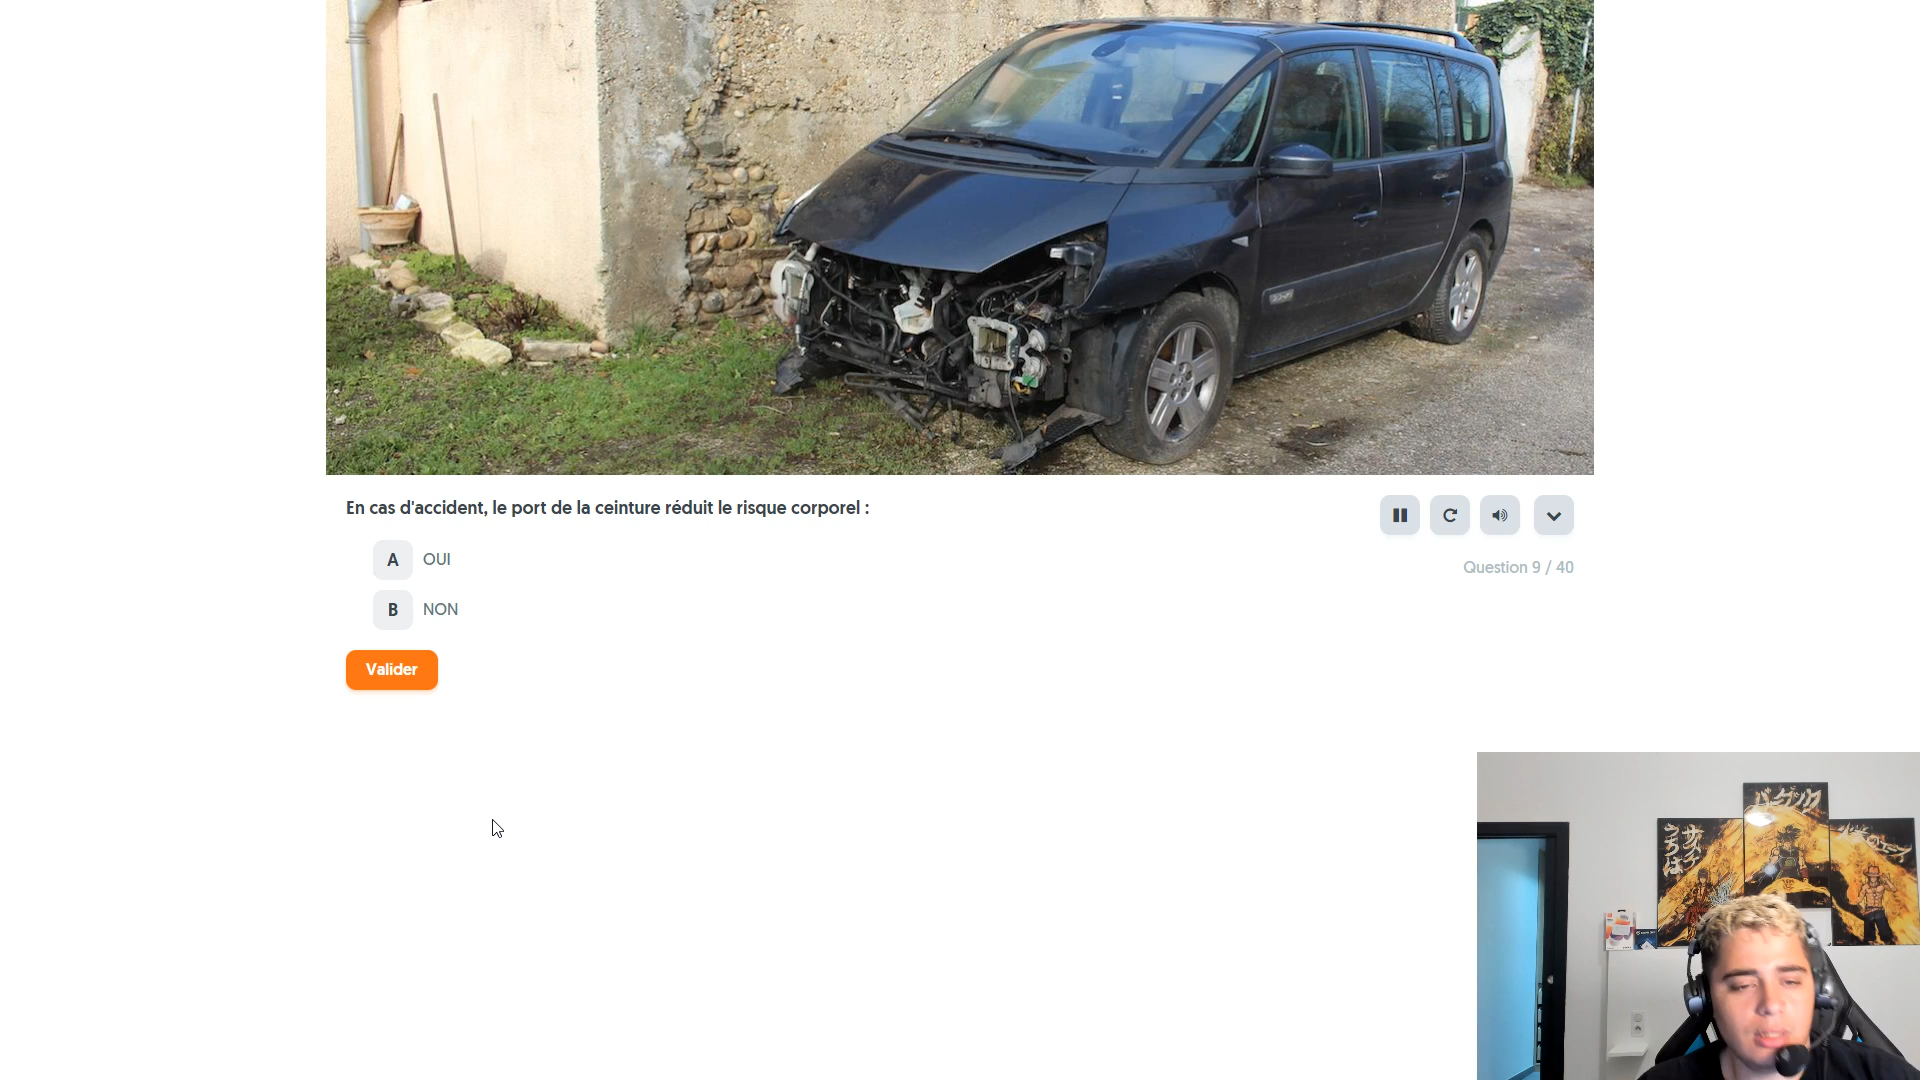 En cas d'accident, le port de la ceinture réduit le risque corporel :
A OUI
B NON
Valider
Question 9 / 40